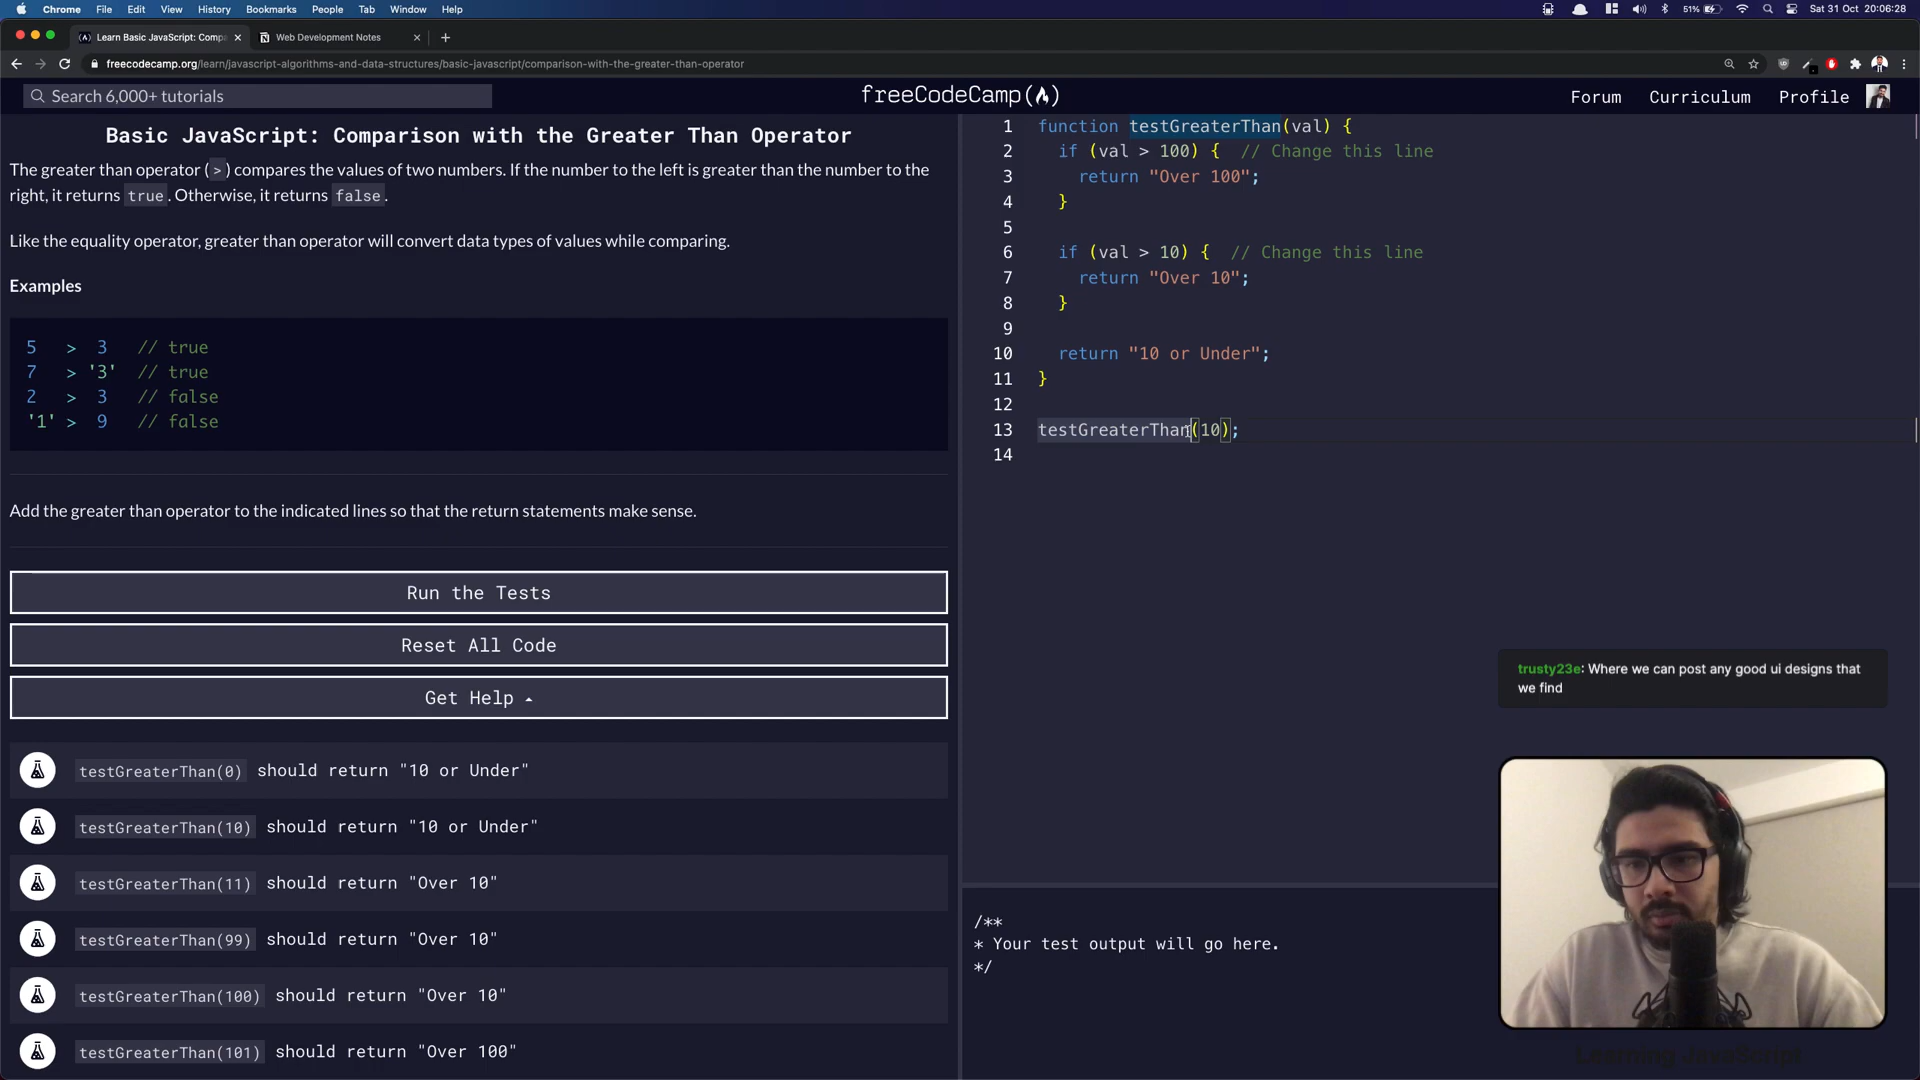 Chrome File Edit View History Bookmarks People Tab Window Help
51% Sat 31 Oct 20:06:28
Learn Basic JavaScript: Comp
Web Development Notes
freecodecamp.org/learn/javascript-algorithms-and-data-structures/basic-javascript/comparison-with-the-greater-than-operator
Search 6,000+ tutorials
freeCodeCamp
Forum Curriculum Profile
Basic JavaScript: Comparison with the Greater Than Operator
The greater than operator (>) compares the values of two numbers. If the number to the left is greater than the number to the
right, it returns true. Otherwise, it returns false.
Like the equality operator, greater than operator will convert data types of values while comparing.
Examples
5 > 3 // true
7 > '3' // true
2 > 3 // false
'1' > 9 // false
Add the greater than operator to the indicated lines so that the return statements make sense.
Run the Tests
Reset All Code
Get Help
testGreaterThan(0) should return "10 or Under"
testGreaterThan(10) should return "10 or Under"
testGreaterThan(11) should return "Over 10"
testGreaterThan(99) should return "Over 10"
testGreaterThan(100) should return "Over 10"
testGreaterThan(101) should return "Over 100"
1 function testGreaterThan(val) {
2 if (val > 100) { // Change this line
3 return "Over 100";
4 }
5
6 if (val > 10) { // Change this line
7 return "Over 10";
8 }
9
10 return "10 or Under";
11 }
12
13 testGreaterThan(10);
14
trusty23e: Where we can post any good ui designs that
we find
/**
* Your test output will go here.
*/
Learning JavaScript